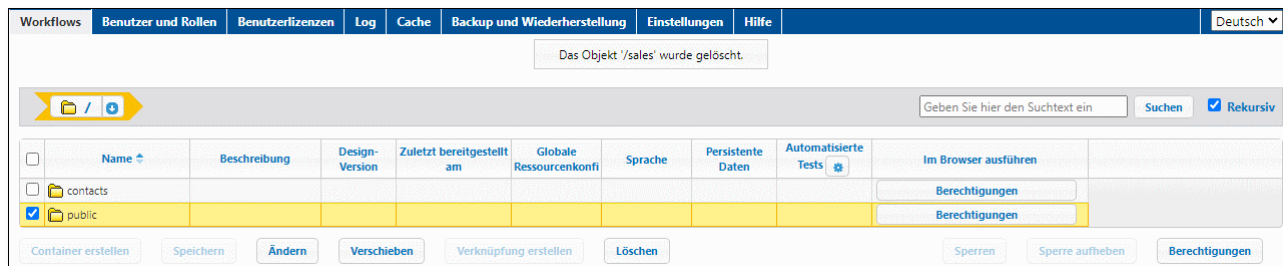 Workflows Benutzer und Rollen Benutzerlizenzen Log Cache Backup und Wiederherstellung Einstellungen Hilfe Deutsch
Das Objekt '/sales' wurde gelöscht.
/ Geben Sie hier den Suchtext ein Suchen Rekursiv
Name Beschreibung Design-Version Zuletzt bereitgestellt am Globale Ressourcenkonfi Sprache Persistente Daten Automatisierte Tests Im Browser ausführen
contacts Berechtigungen
public Berechtigungen
Container erstellen Speichern Ändern Verschieben Verknüpfung erstellen Löschen Sperren Sperre aufheben Berechtigungen